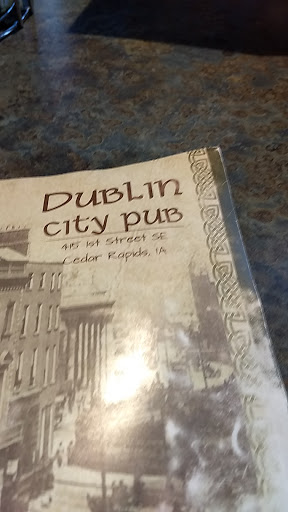 Dublin
City Pub
415 1st Street SE
Cedar Rapids, IA